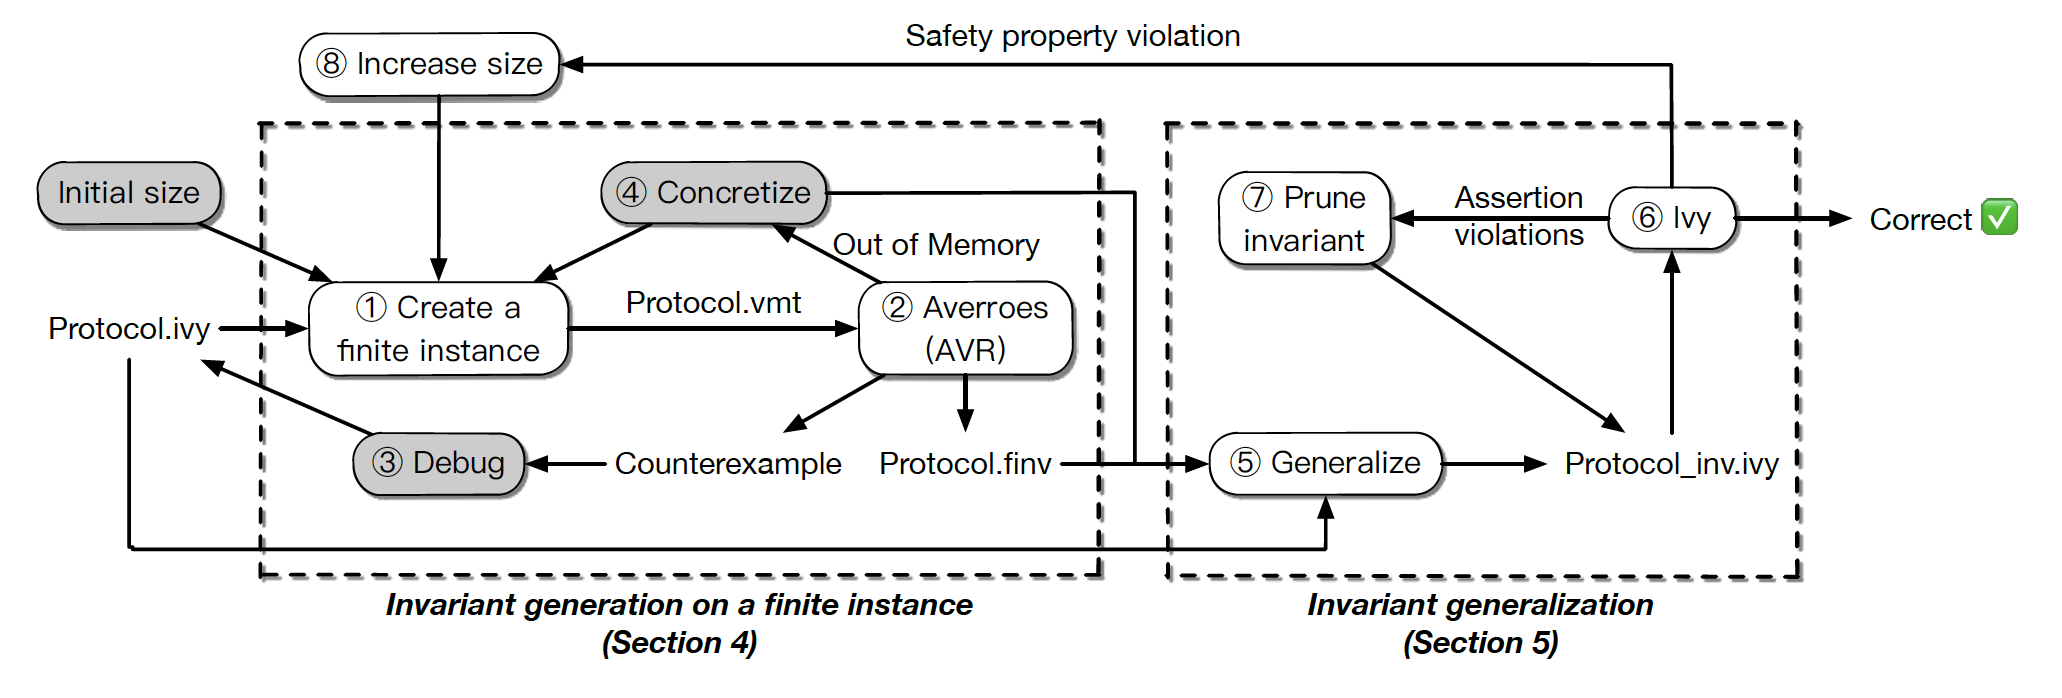 Safety property violation
⑧ Increase size
Initial size
④ Concretize
Out of Memory
Protocol.ivy
① Create a
finite instance
Protocol.vmt
② Averroes
(AVR)
③ Debug
Counterexample
Protocol.finv
Invariant generation on a finite instance
(Section 4)
⑦ Prune
invariant
Assertion
violations
⑥ Ivy
Correct ✅
⑤ Generalize
Protocol_inv.ivy
Invariant generalization
(Section 5)